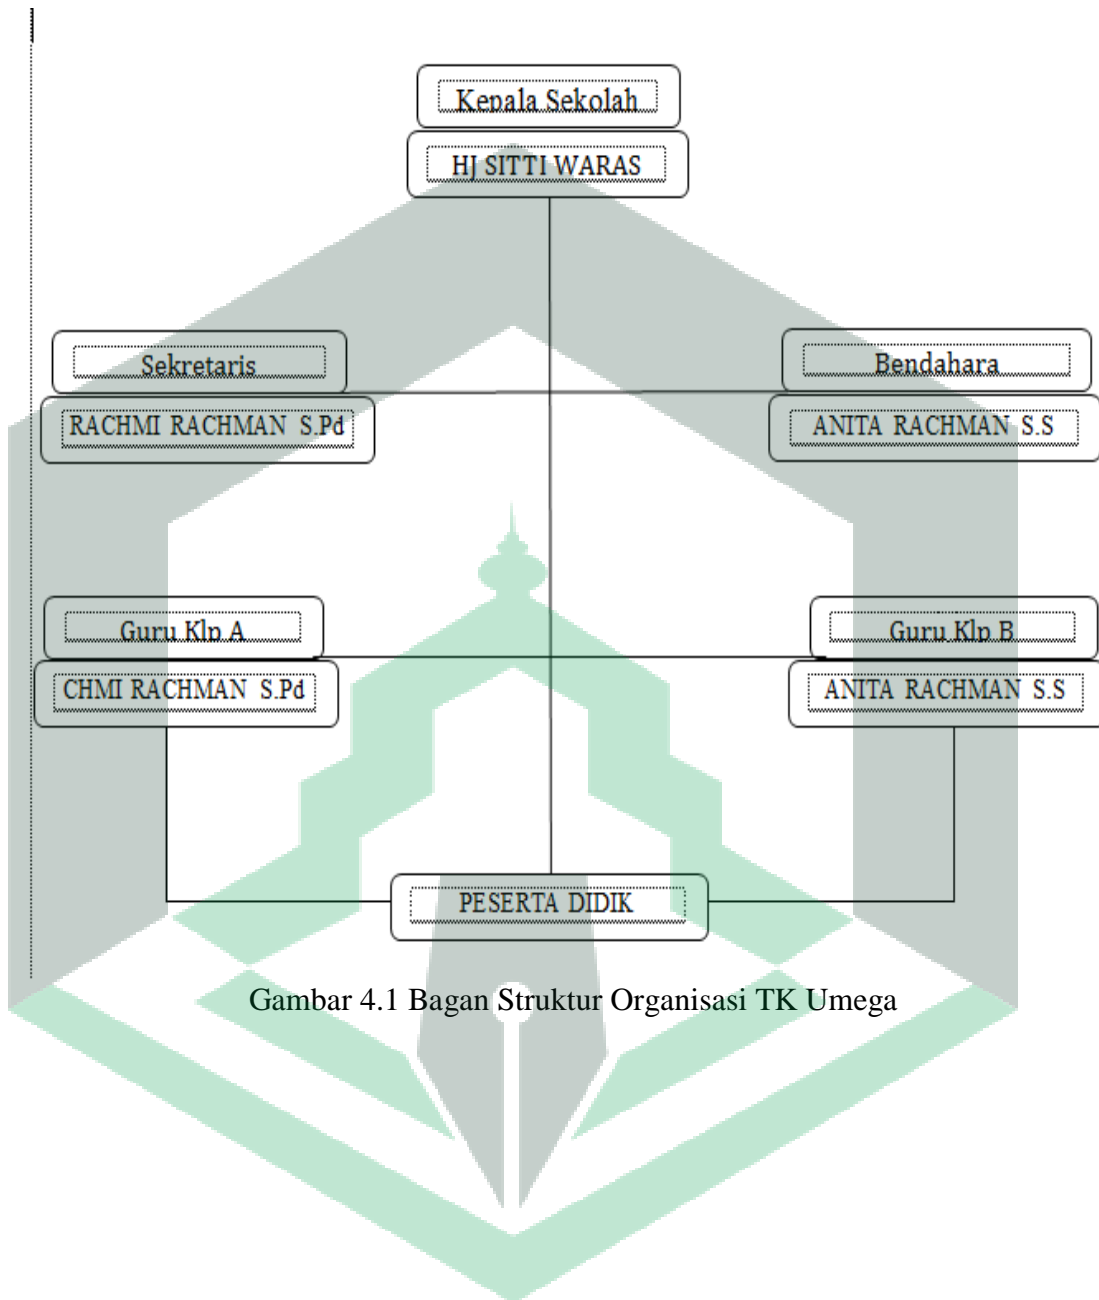 Kepala Sekolah
HJ SITTI WARAS
Sekretaris
Bendahara
RACHMI RACHMAN S.Pd
ANITA RACHMAN S.S
Guru Klp A
Guru Klp B
CHMI RACHMAN S.Pd
ANITA RACHMAN S.S
PESERTA DIDIK
Gambar 4.1 Bagan Struktur Organisasi TK Umega